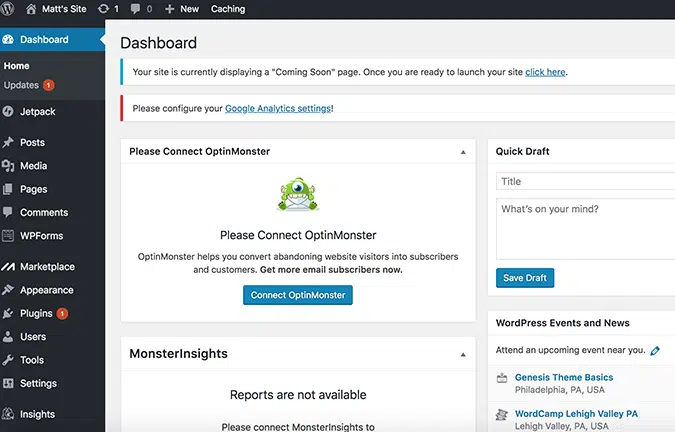 Matt's Site 1 0 + New Caching
Dashboard
Home
Updates 1
Jetpack
Posts
Media
Pages
Comments
WPForms
Marketplace
Appearance
Plugins 1
Users
Tools
Settings
Insights
Dashboard
Your site is currently displaying a "Coming Soon" page. Once you are ready to launch your site click here.
Please configure your Google Analytics settings!
Please Connect OptinMonster
Please Connect OptinMonster
OptinMonster helps you convert abandoning website visitors into subscribers
and customers. Get more email subscribers now.
Connect OptinMonster
MonsterInsights
Reports are not available
Please connect MonsterInsights to
Quick Draft
Title
What's on your mind?
Save Draft
WordPress Events and News
Attend an upcoming event near you.
Genesis Theme Basics
Philadelphia, PA, USA
WordCamp Lehigh Valley PA
Lehigh Valley, PA, USA